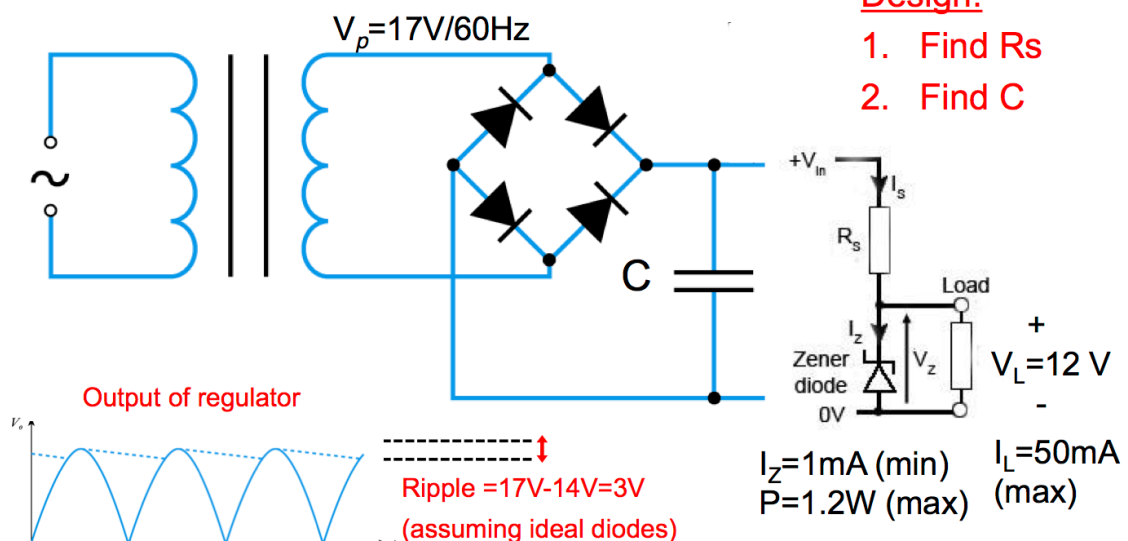 Vp=17V/60Hz
Design:
1. Find Rs
2. Find C
+Vin
Is
Rs
C
Load
Iz
Zener
diode
Vz
0V
+
VL=12 V
-
Output of regulator
Vo
Ripple =17V-14V=3V
(assuming ideal diodes)
IZ=1mA (min)
P=1.2W (max)
IL=50mA
(max)